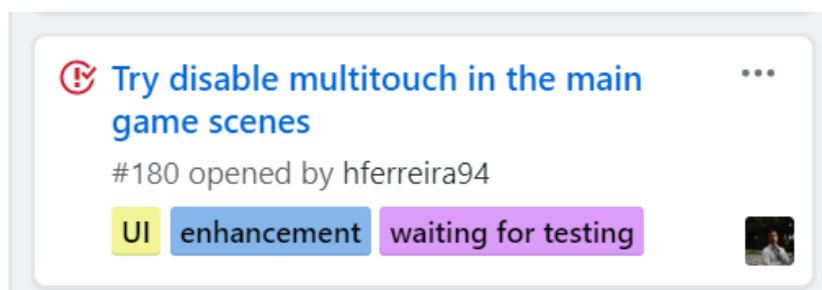 Try disable multitouch in the main
game scenes
#180 opened by hferreira94
UI enhancement waiting for testing